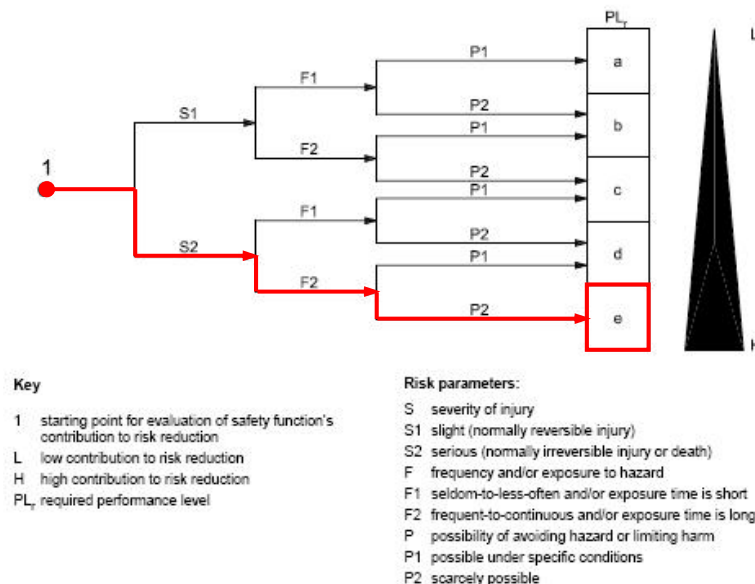 PLr
P1
a
F1
S1
P2
P1
b
1
F2
P2
P1
c
F1
S2
P2
P1
d
F2
P2
e
L
H
Key
1 starting point for evaluation of safety function's
contribution to risk reduction
L low contribution to risk reduction
H high contribution to risk reduction
PLr required performance level
Risk parameters:
S severity of injury
S1 slight (normally reversible injury)
S2 serious (normally irreversible injury or death)
F frequency and/or exposure to hazard
F1 seldom-to-less-often and/or exposure time is short
F2 frequent-to-continuous and/or exposure time is long
P possibility of avoiding hazard or limiting harm
P1 possible under specific conditions
P2 scarcely possible